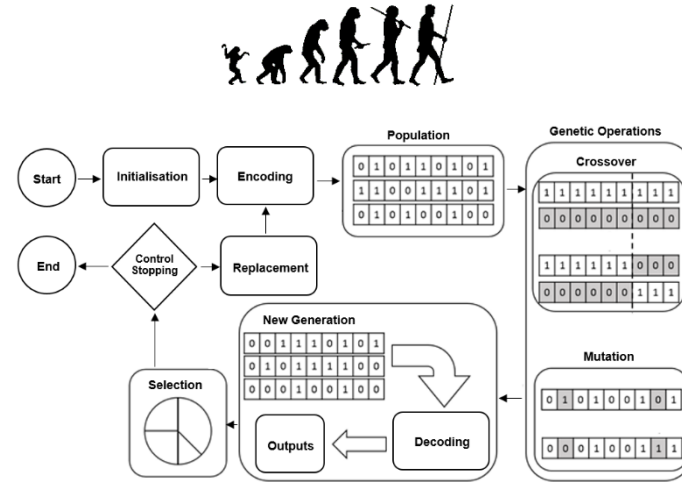 Population
Genetic Operations
Crossover
Start
Initialisation
Encoding
0 1 0 1 1 0 1 0 1
1 1 0 0 1 1 1 0 1
0 1 0 1 0 0 1 0 0
1 1 1 1 1 1 1 1 1
0 0 0 0 0 0 0 0 0
1 1 1 1 1 1 0 0 0
0 0 0 0 0 0 1 1 1
End
Control
Stopping
Replacement
New Generation
0 0 1 1 1 0 1 0 1
0 1 0 1 1 1 1 0 0
0 0 0 1 0 0 1 0 0
Mutation
0 1 0 1 0 0 1 0 1
0 0 0 1 0 0 1 1 1
Selection
Outputs
Decoding